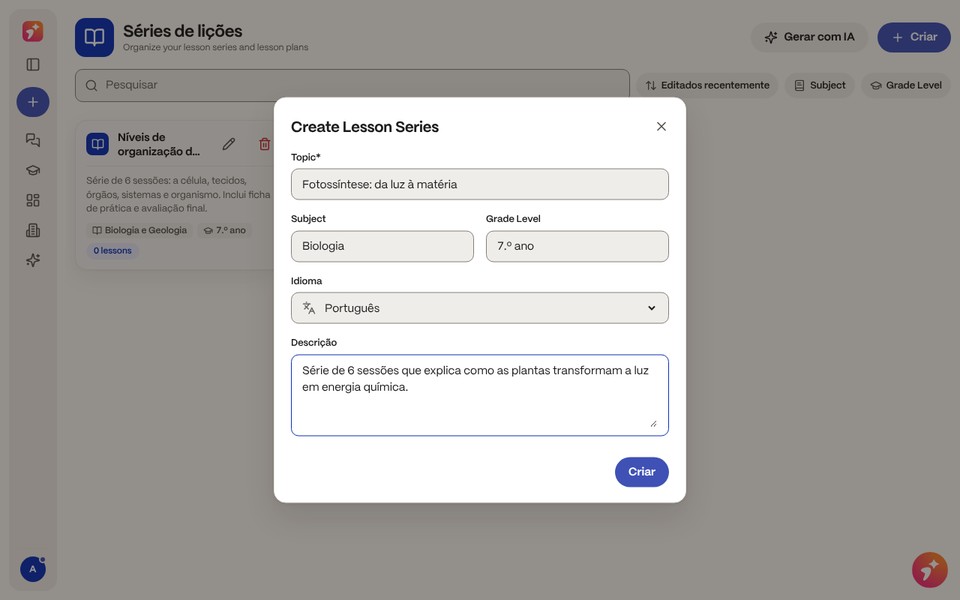 Séries de lições
Organize your lesson series and lesson plans
Gerar com IA
Criar
Pesquisar
Editados recentemente
Subject
Grade Level
Níveis de
organização d...
Série de 6 sessões: a célula, tecidos,
órgãos, sistemas e organismo. Inclui ficha
de prática e avaliação final.
Biologia e Geologia
7.º ano
0 lessons
Create Lesson Series
Topic*
Fotossíntese: da luz à matéria
Subject
Grade Level
Biologia
7.º ano
Idioma
Português
Descrição
Série de 6 sessões que explica como as plantas transformam a luz
em energia química.
Criar
A